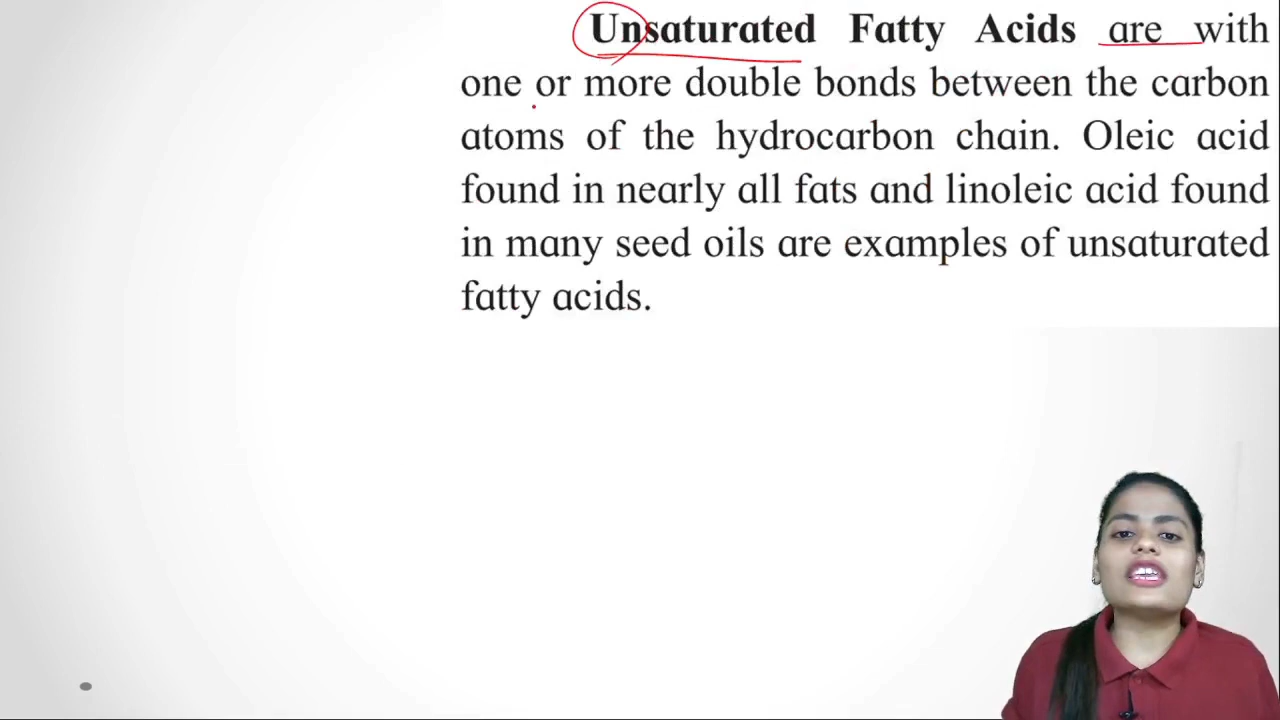 Unsaturated Fatty Acids are with
one or more double bonds between the carbon
atoms of the hydrocarbon chain. Oleic acid
found in nearly all fats and linoleic acid found
in many seed oils are examples of unsaturated
fatty acids.